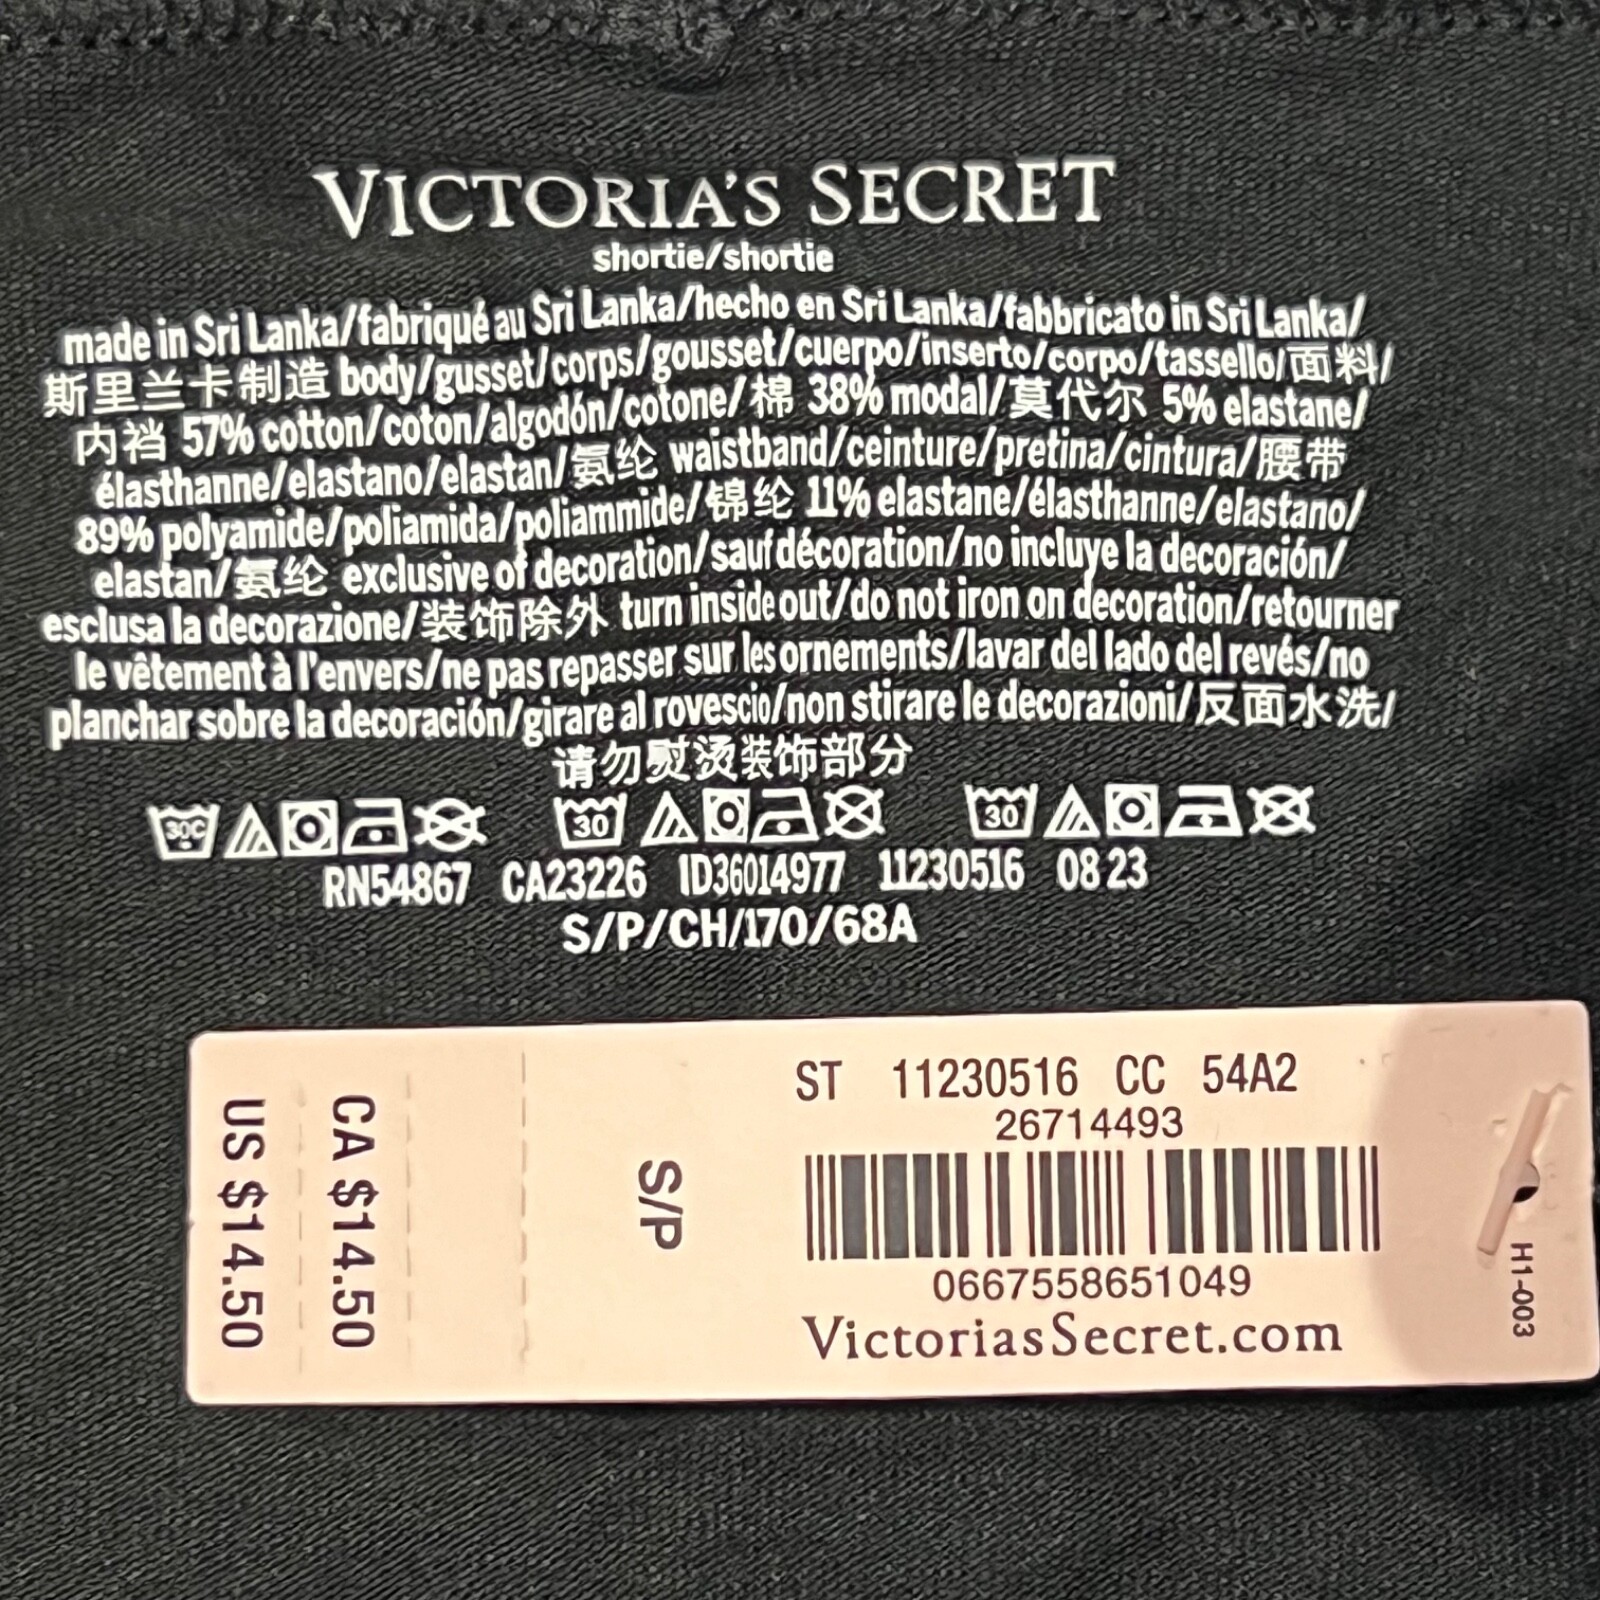 VICTORIA'S SECRET
shortie/shortie
made in Sri Lanka/fabriqué au Sri Lanka/hecho en Sri Lanka/fabbricato in Sri Lanka/
斯里兰卡制造 body/gusset/corps/gousset/cuerpo/inserto/corpo/tassello/面料/
内裆 57% cotton/coton/algodón/cotone/棉 38% modal/莫代尔 5% elastane/
élasthanne/elastano/elastan/氨纶 waistband/ceinture/pretina/cintura/腰带
89% polyamide/poliamida/poliammide/锦纶 11% elastane/élasthanne/elastano/
elastan/氨纶 exclusive of decoration/sauf décoration/no incluye la decoración/
esclusa la decorazione/装饰除外 turn inside out/do not iron on decoration/retourner
le vêtement à l'envers/ne pas repasser sur les ornements/lavar del lado del revés/no
planchar sobre la decoración/girare al rovescio/non stirare le decorazioni/反面水洗/
请勿熨烫装饰部分
30C 30 30
RN54867 CA23226 ID36014977 11230516 08 23
S/P/CH/170/68A
US $14.50
CA $14.50
S/P
ST 11230516 CC 54A2
26714493
0667558651049
VictoriasSecret.com
H1-003